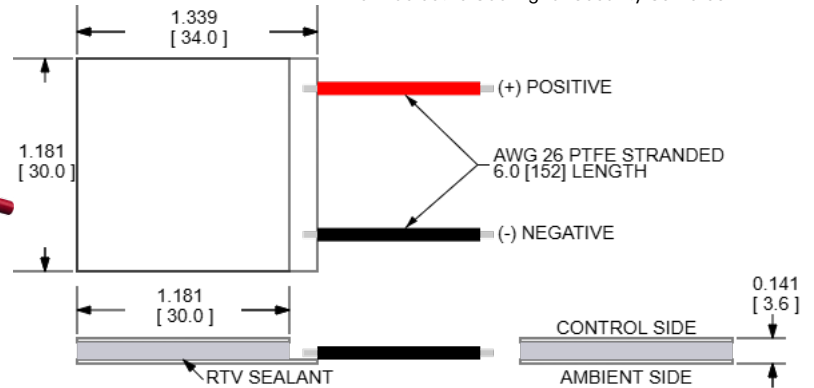 1.339
[ 34.0 ]
(+) POSITIVE
1.181
[ 30.0 ]
AWG 26 PTFE STRANDED
6.0 [152] LENGTH
(-) NEGATIVE
1.181
[ 30.0 ]
0.141
[ 3.6 ]
CONTROL SIDE
RTV SEALANT
AMBIENT SIDE